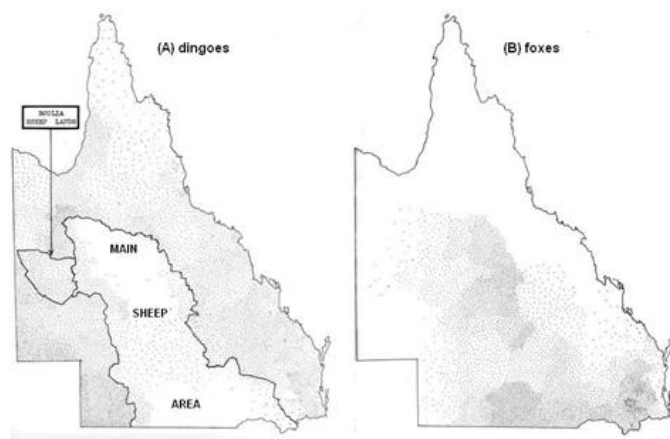 (A) dingoes
(B) foxes
BOULIA
SHEEP LANDS
MAIN
SHEEP
AREA